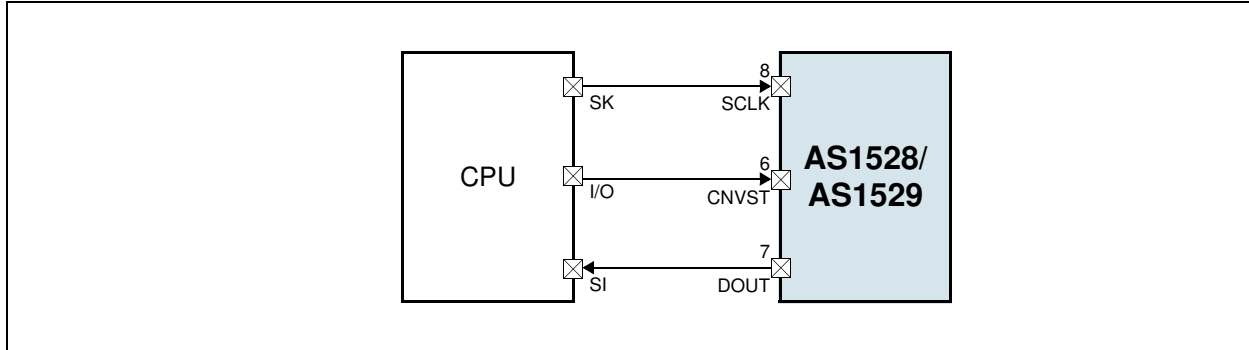 8
SK SCLK
CPU
6
I/O CNVST
AS1528/
AS1529
7
SI DOUT